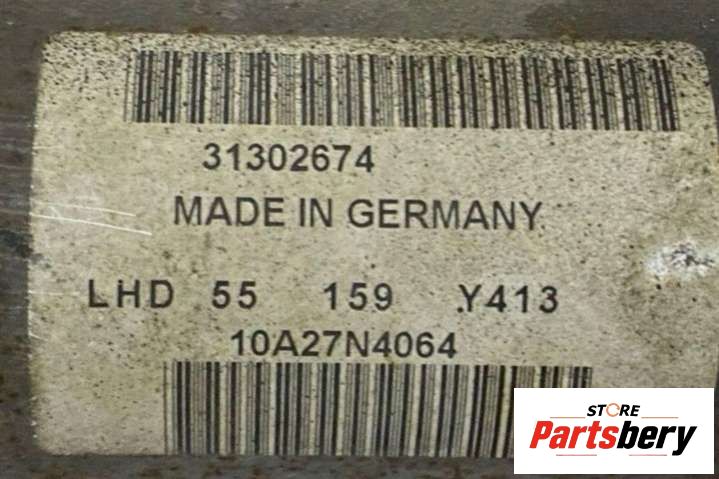 31302674
MADE IN GERMANY
LHD 55 159 Y413
10A27N4064
STORE
Partsbery